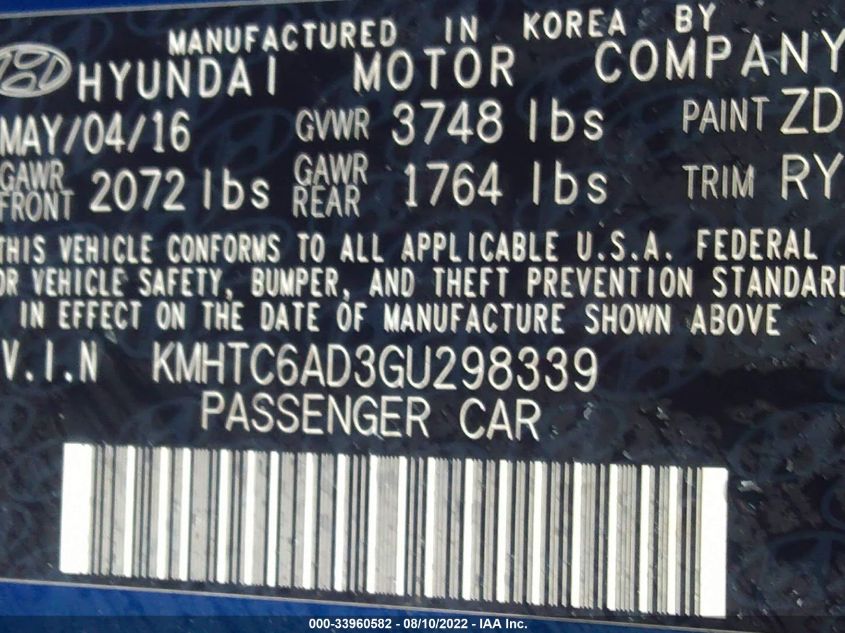 MANUFACTURED IN KOREA BY
HYUNDAI MOTOR COMPANY
MAY/04/16 GVWR 3748 lbs PAINT ZD
GAWR FRONT 2072 lbs GAWR REAR 1764 lbs TRIM RY
THIS VEHICLE CONFORMS TO ALL APPLICABLE U.S.A. FEDERAL
OR VEHICLE SAFETY, BUMPER, AND THEFT PREVENTION STANDARD
IN EFFECT ON THE DATE OF MANUFACTURE SHOWN ABOVE
V.I.N KMHTC6AD3GU298339
PASSENGER CAR
000-33960582 - 08/10/2022 - IAA Inc.